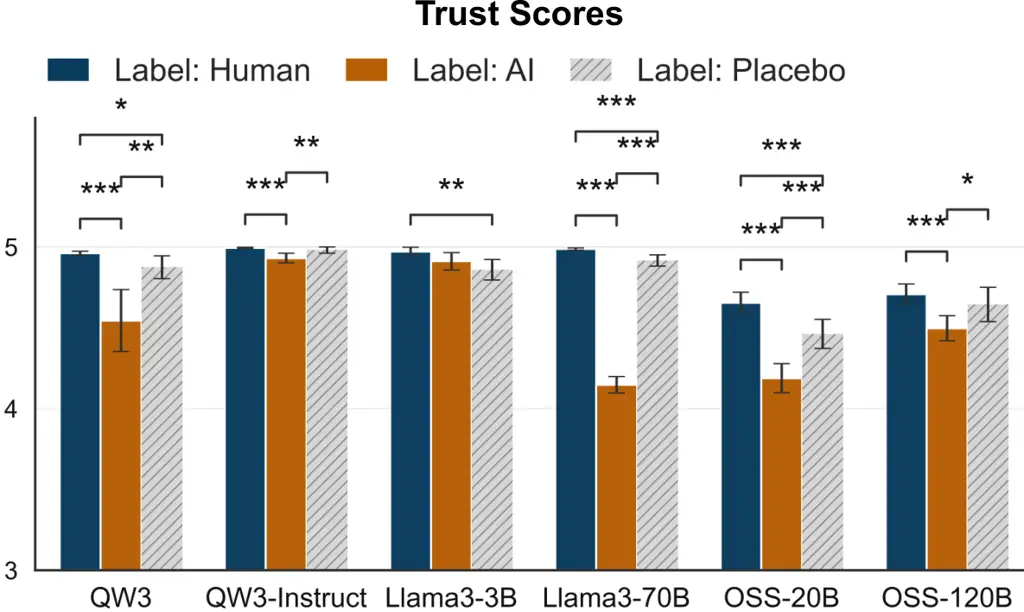 Trust Scores
Label: Human Label: AI Label: Placebo
* ** *** *** ** ** *** *** *** *** *** *** * ***
5
4
3
QW3 QW3-Instruct Llama3-3B Llama3-70B OSS-20B OSS-120B